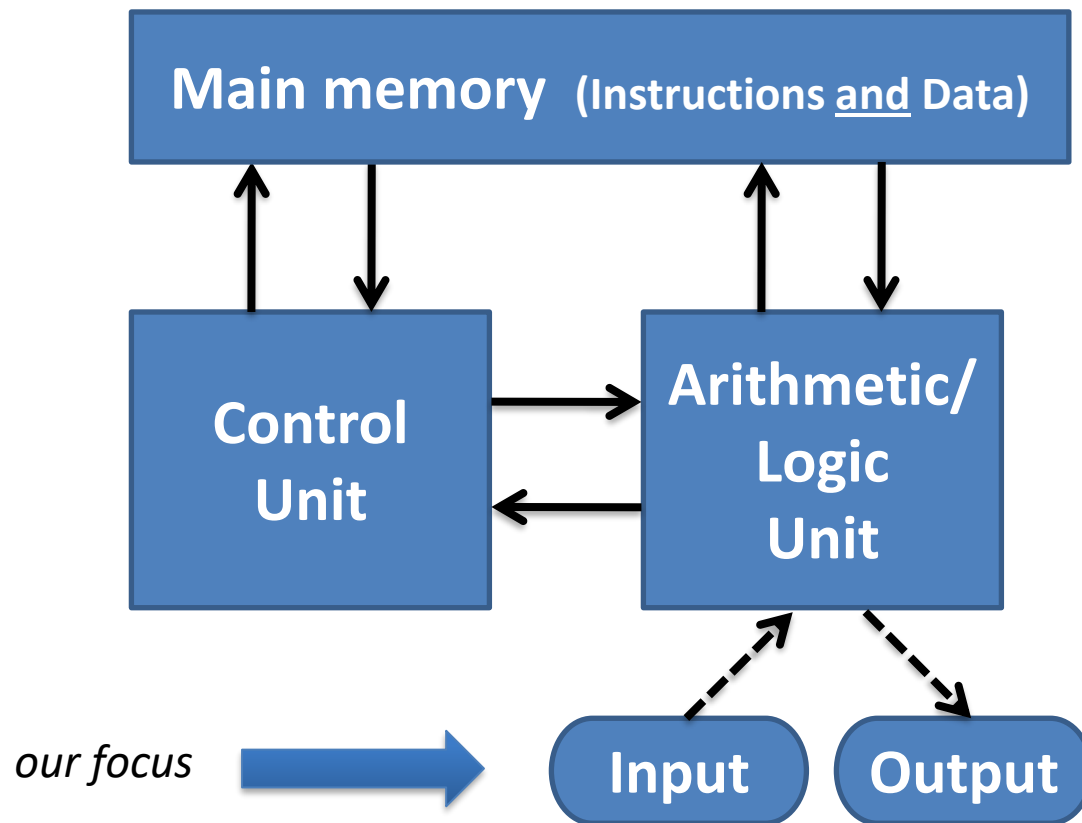 Main memory (Instructions and Data)
Control
Unit
Arithmetic/
Logic
Unit
our focus
Input
Output